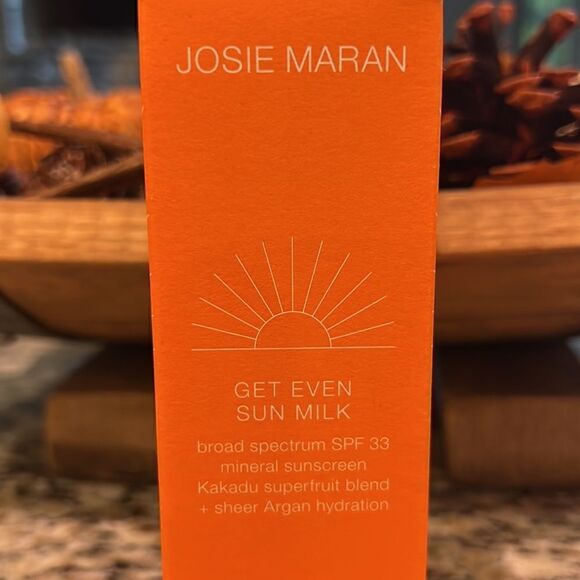 JOSIE MARAN
GET EVEN
SUN MILK
broad spectrum SPF 33
mineral sunscreen
Kakadu superfruit blend
+ sheer Argan hydration